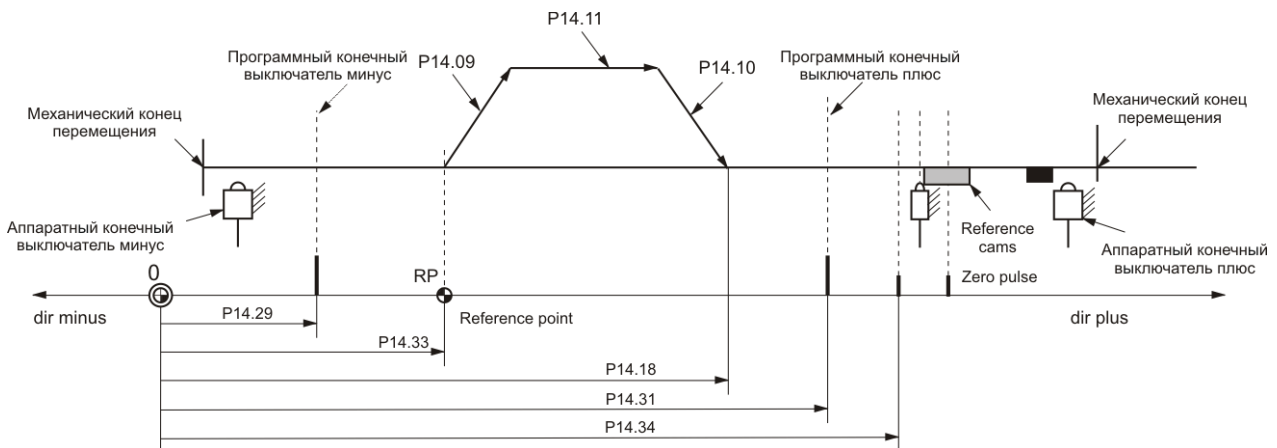 P14.11
Программный конечный
выключатель минус
P14.09
P14.10
Программный конечный
выключатель плюс
Механический конец
перемещения
Механический конец
перемещения
Аппаратный конечный
выключатель минус
Reference
cams
Аппаратный конечный
выключатель плюс
0
RP
Zero pulse
dir minus
P14.29
Reference point
dir plus
P14.33
P14.18
P14.31
P14.34